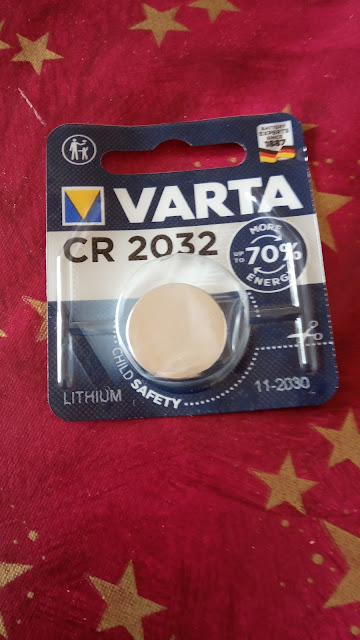 BATTERY
EXPERTS
SINCE
1887
VARTA
CR 2032
MORE
UP TO
70%
ENERGY
CHILD SAFETY
LITHIUM
11-2030